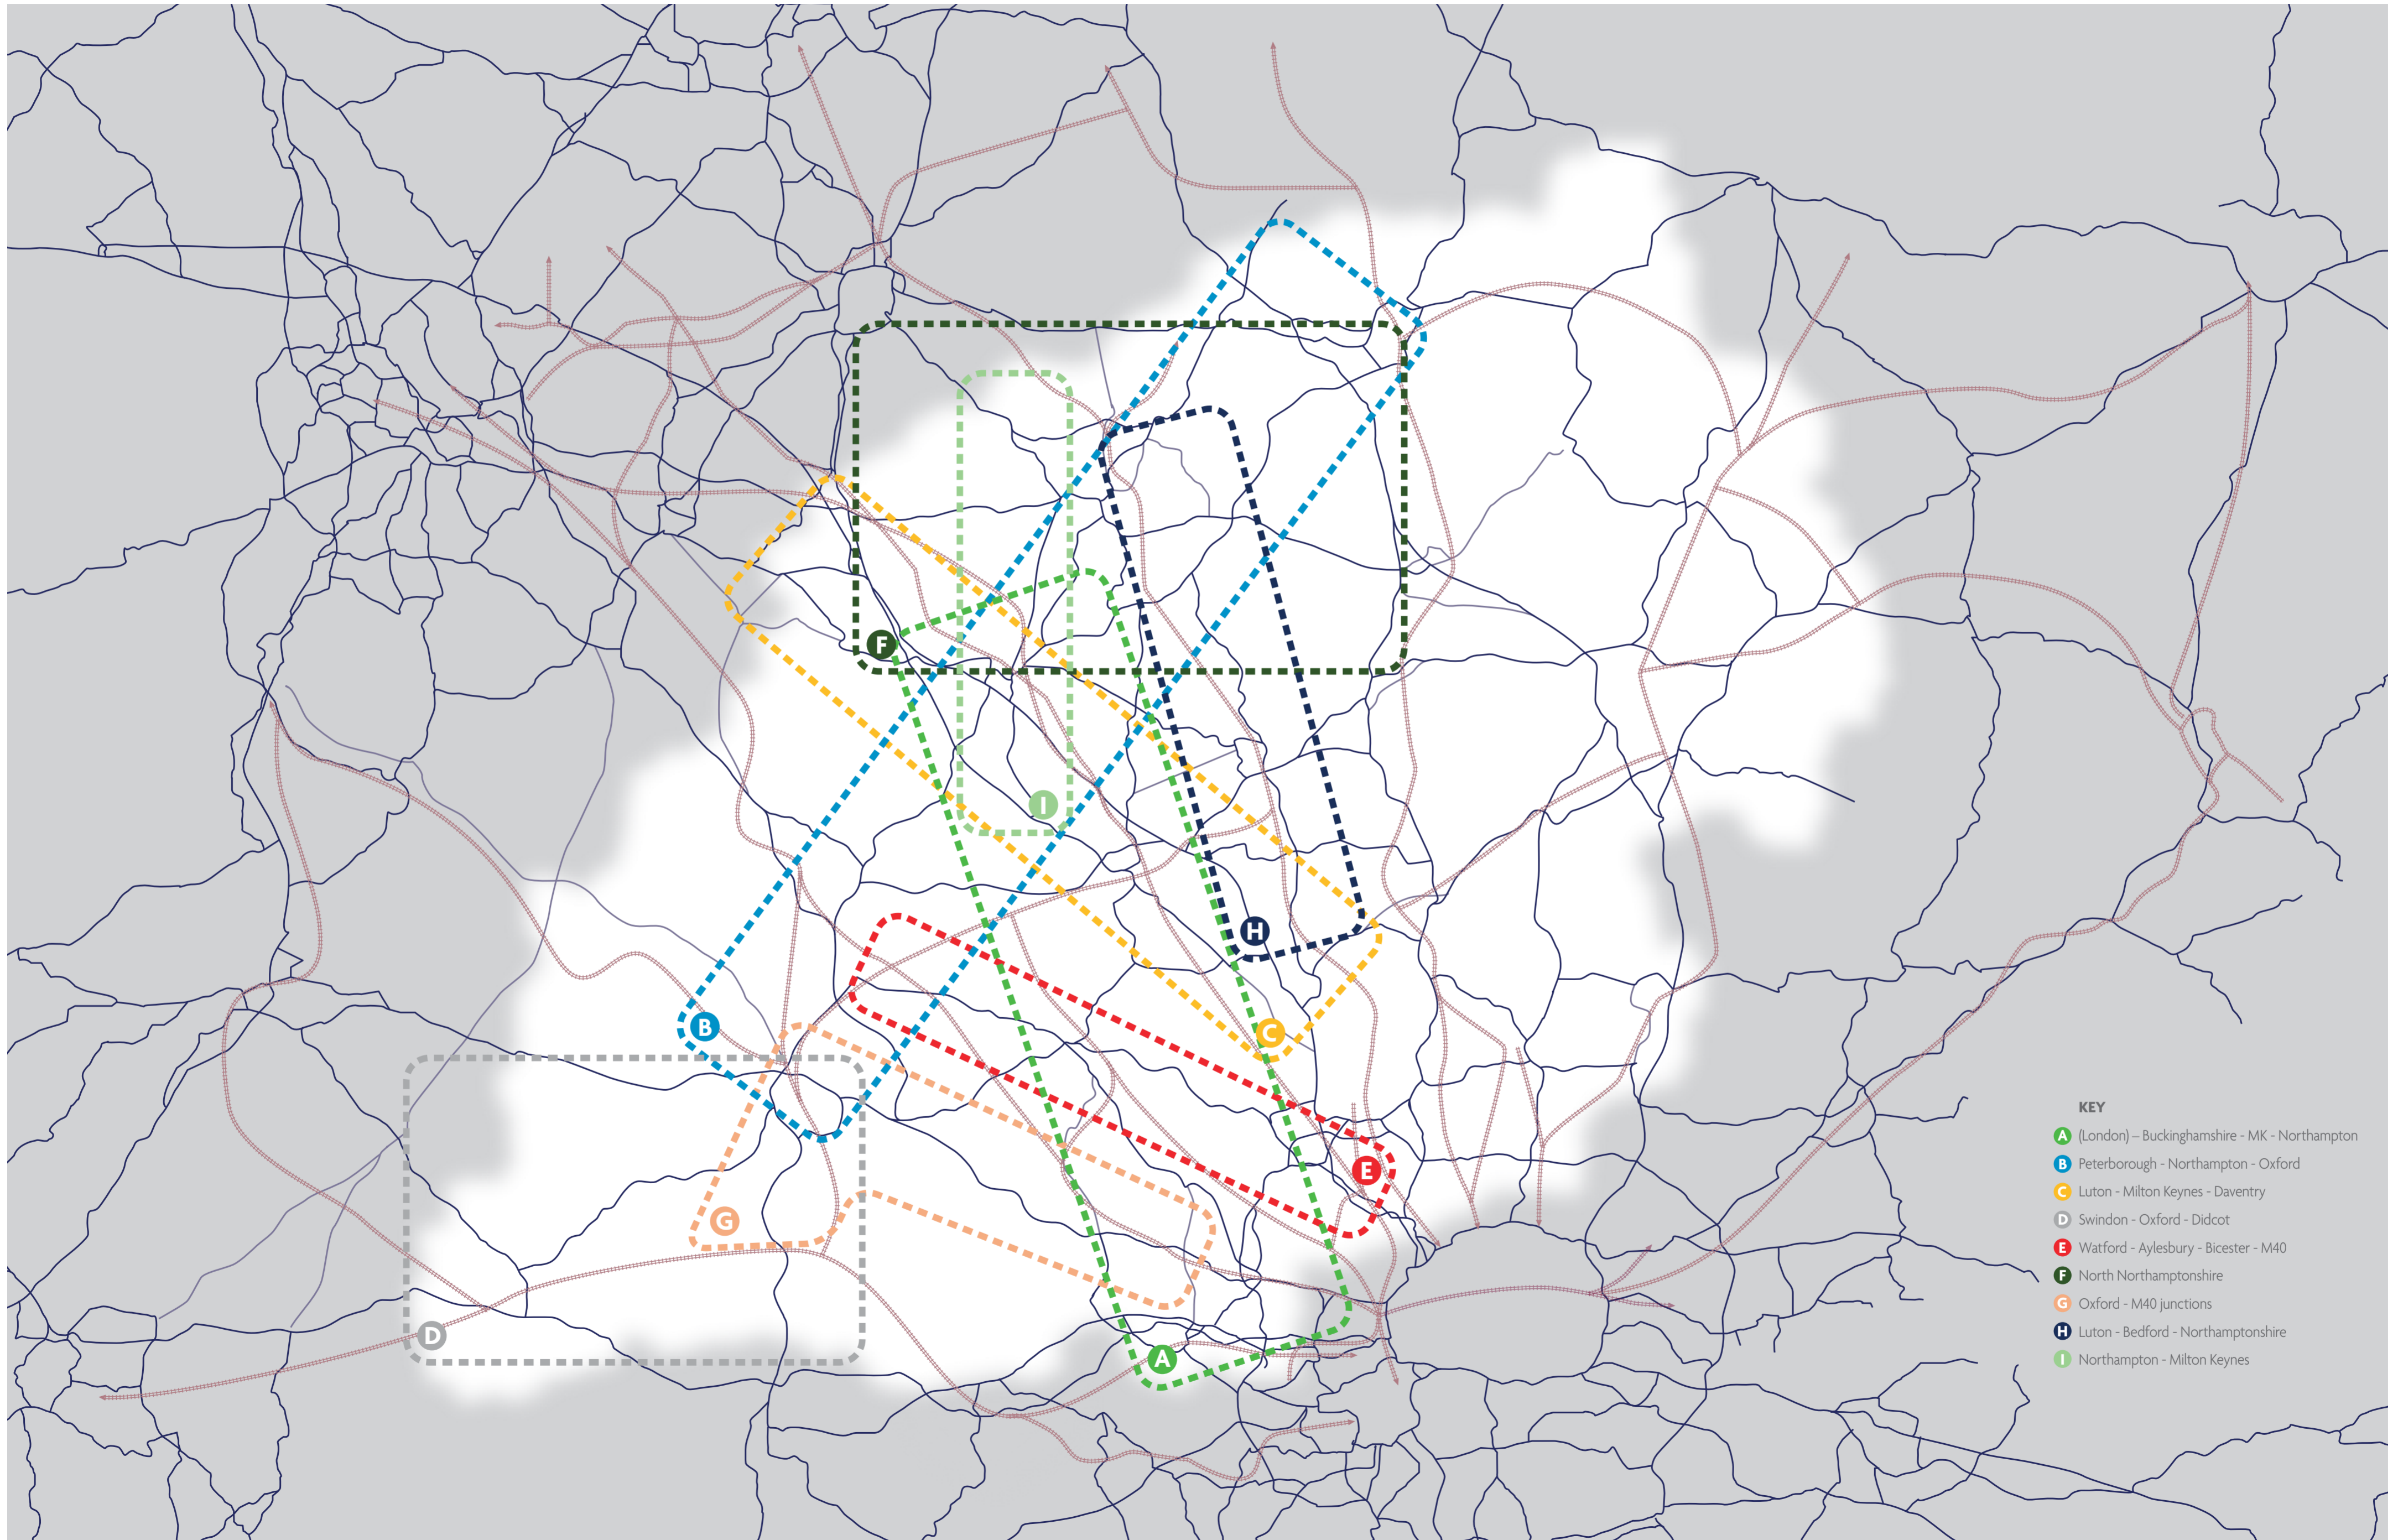 F
I
H
B
C
E
G
D
A
KEY
A (London) – Buckinghamshire - MK - Northampton
B Peterborough - Northampton - Oxford
C Luton - Milton Keynes - Daventry
D Swindon - Oxford - Didcot
E Watford - Aylesbury - Bicester - M40
F North Northamptonshire
G Oxford - M40 junctions
H Luton - Bedford - Northamptonshire
I Northampton - Milton Keynes